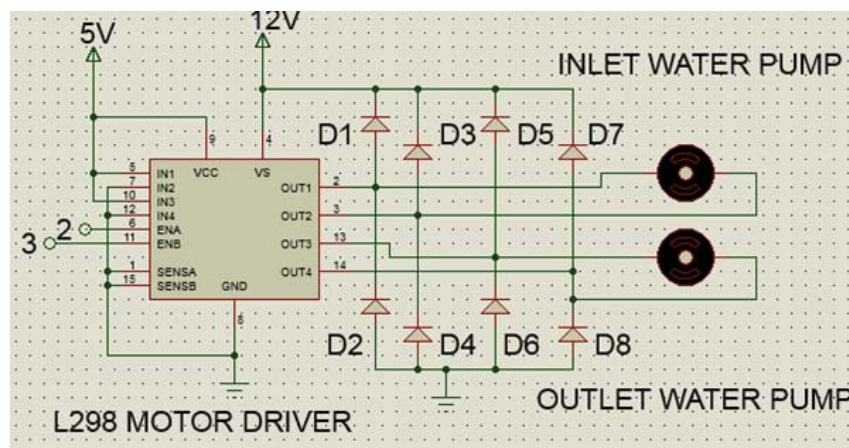 5V
12V
INLET WATER PUMP
D1
D3
D5
D7
9
4
5
7
10
12
6
11
1
15
IN1
IN2
IN3
IN4
ENA
ENB
SENSA
SENSB
VCC
VS
OUT1
OUT2
OUT3
OUT4
GND
2
3
13
14
8
2
3
D2
D4
D6
D8
OUTLET WATER PUMP
L298 MOTOR DRIVER